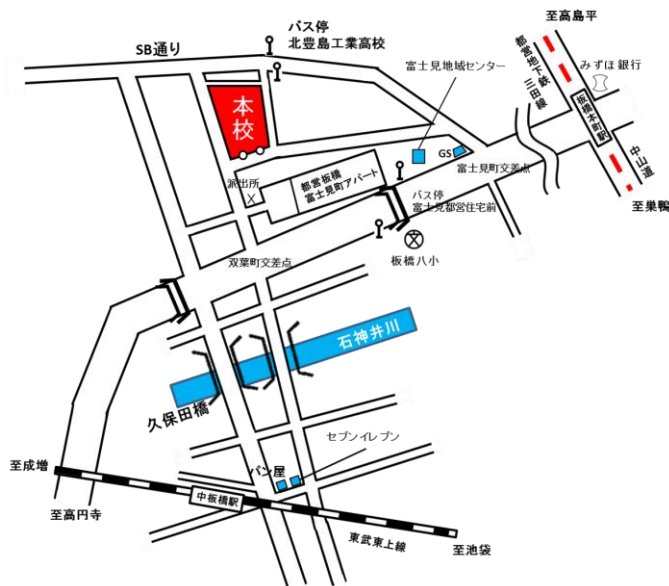 至高島平
バス停
北豊島工業高校
SB通り
都営地下鉄
三田線
みずほ銀行
富士見地域センター
本校
板橋本町駅
GS
富士見町交差点
中山道
派出所
都営板橋
富士見町アパート
バス停
富士見都営住宅前
至巣鴨
双葉町交差点
板橋八小
石神井川
久保田橋
セブンイレブン
パン屋
至成増
中板橋駅
至高円寺
東武東上線
至池袋